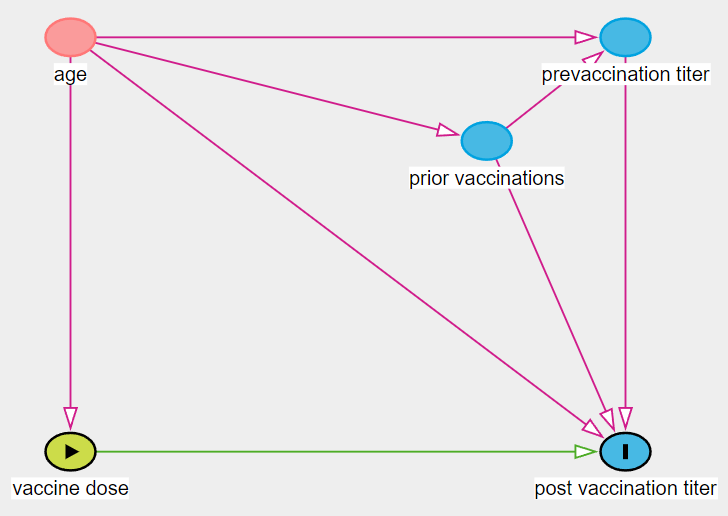 age
prevaccination titer
prior vaccinations
vaccine dose
post vaccination titer